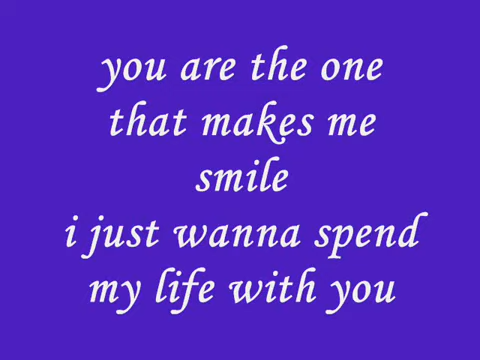 you are the one
that makes me
smile
i just wanna spend
my life with you